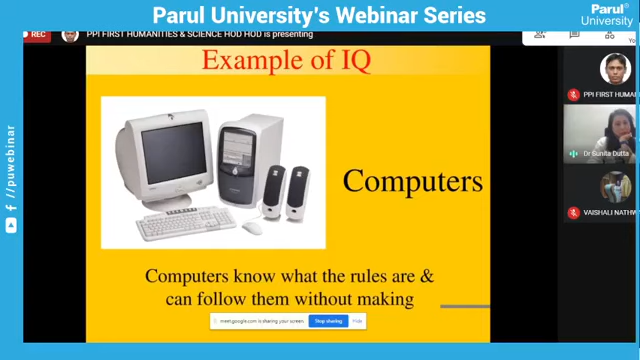 Parul University's Webinar Series
Parul®
University
REC
PPI FIRST HUMANITIES & SCIENCE HOD HOD is presenting
You
Example of IQ
PPI FIRST HUMAN
Computers
Dr Sunita Dutta
//puwebinar
VAISHALI NATHW
Computers know what the rules are &
can follow them without making
meet.google.com is sharing your screen.
Stop sharing
Hide